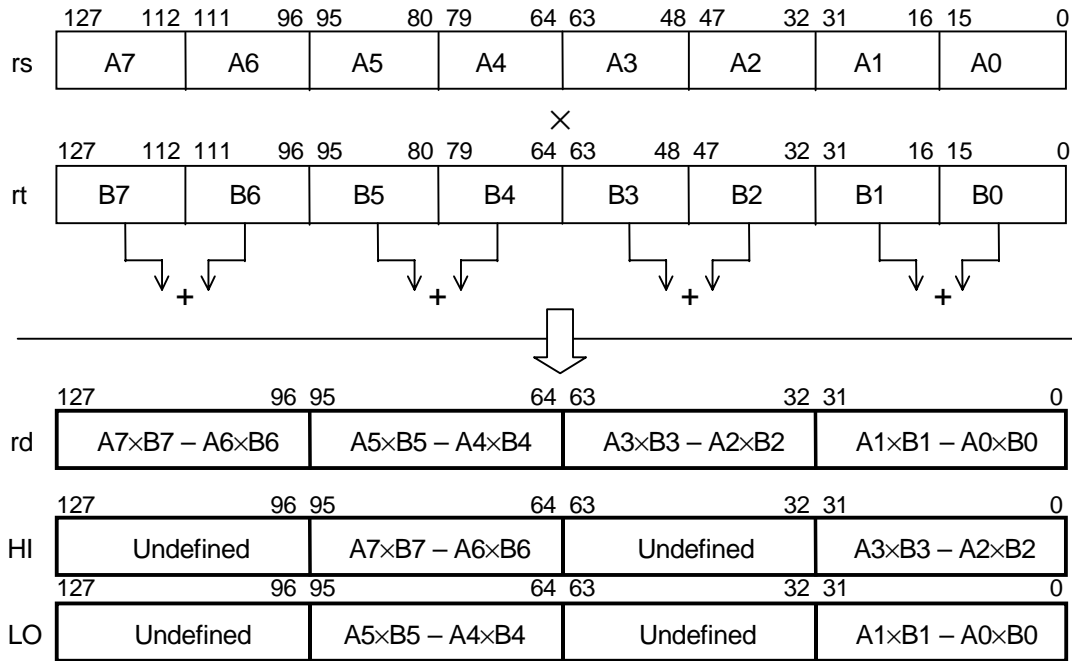 127 112 111 96 95 80 79 64 63 48 47 32 31 16 15 0
rs A7 A6 A5 A4 A3 A2 A1 A0
×
127 112 111 96 95 80 79 64 63 48 47 32 31 16 15 0
rt B7 B6 B5 B4 B3 B2 B1 B0
+ + + +
127 96 95 64 63 32 31 0
rd A7×B7 – A6×B6 A5×B5 – A4×B4 A3×B3 – A2×B2 A1×B1 – A0×B0
127 96 95 64 63 32 31 0
HI Undefined A7×B7 – A6×B6 Undefined A3×B3 – A2×B2
127 96 95 64 63 32 31 0
LO Undefined A5×B5 – A4×B4 Undefined A1×B1 – A0×B0